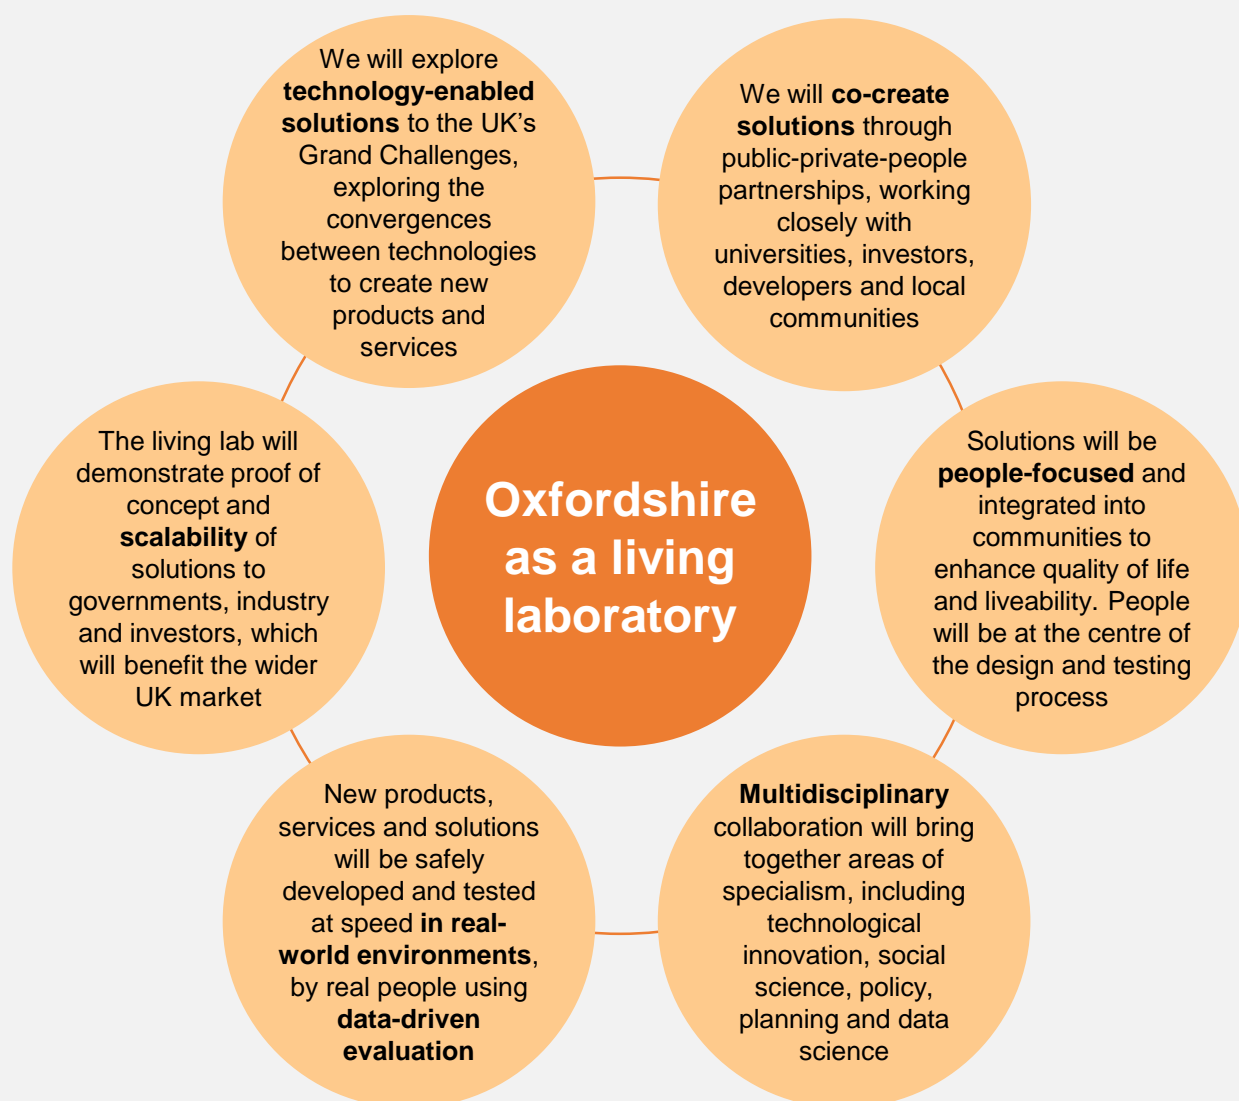 We will explore
technology-enabled
solutions to the UK's
Grand Challenges,
exploring the
convergences
between technologies
to create new
products and
services
We will co-create
solutions through
public-private-people
partnerships, working
closely with
universities, investors,
developers and local
communities
Solutions will be
people-focused and
integrated into
communities to
enhance quality of life
and liveability. People
will be at the centre of
the design and testing
process
Multidisciplinary
collaboration will bring
together areas of
specialism, including
technological
innovation, social
science, policy,
planning and data
science
New products,
services and solutions
will be safely
developed and tested
at speed in real-
world environments,
by real people using
data-driven
evaluation
The living lab will
demonstrate proof of
concept and
scalability of
solutions to
governments, industry
and investors, which
will benefit the wider
UK market
Oxfordshire
as a living
laboratory